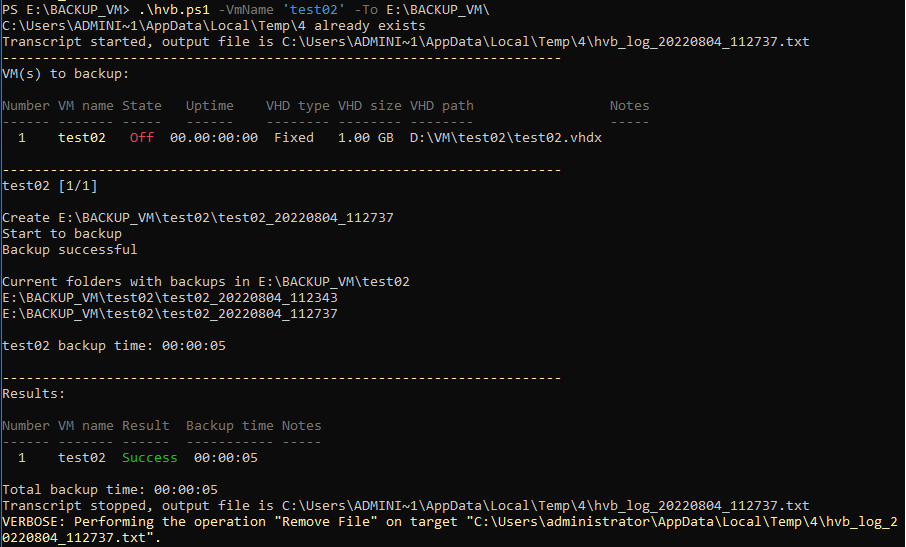 PS E:\BACKUP_VM> .\hvb.ps1 -VmName 'test02' -To E:\BACKUP_VM\
C:\Users\ADMINI~1\AppData\Local\Temp\4 already exists
Transcript started, output file is C:\Users\ADMINI~1\AppData\Local\Temp\4\hvb_log_20220804_112737.txt
----------------------------------------------------------------------
VM(s) to backup:
Number VM name State   Uptime    VHD type VHD size VHD path                 Notes
------ ------- -----   ------    -------- -------- --------                 -----
  1    test02   Off  00.00:00:00  Fixed   1.00 GB  D:\VM\test02\test02.vhdx
----------------------------------------------------------------------
test02 [1/1]
Create E:\BACKUP_VM\test02\test02_20220804_112737
Start to backup
Backup successful
Current folders with backups in E:\BACKUP_VM\test02
E:\BACKUP_VM\test02\test02_20220804_112343
E:\BACKUP_VM\test02\test02_20220804_112737
test02 backup time: 00:00:05
----------------------------------------------------------------------
Results:
Number VM name Result  Backup time Notes
------ ------- ------  ----------- -----
  1    test02  Success  00:00:05
Total backup time: 00:00:05
Transcript stopped, output file is C:\Users\ADMINI~1\AppData\Local\Temp\4\hvb_log_20220804_112737.txt
VERBOSE: Performing the operation "Remove File" on target "C:\Users\administrator\AppData\Local\Temp\4\hvb_log_2
0220804_112737.txt".